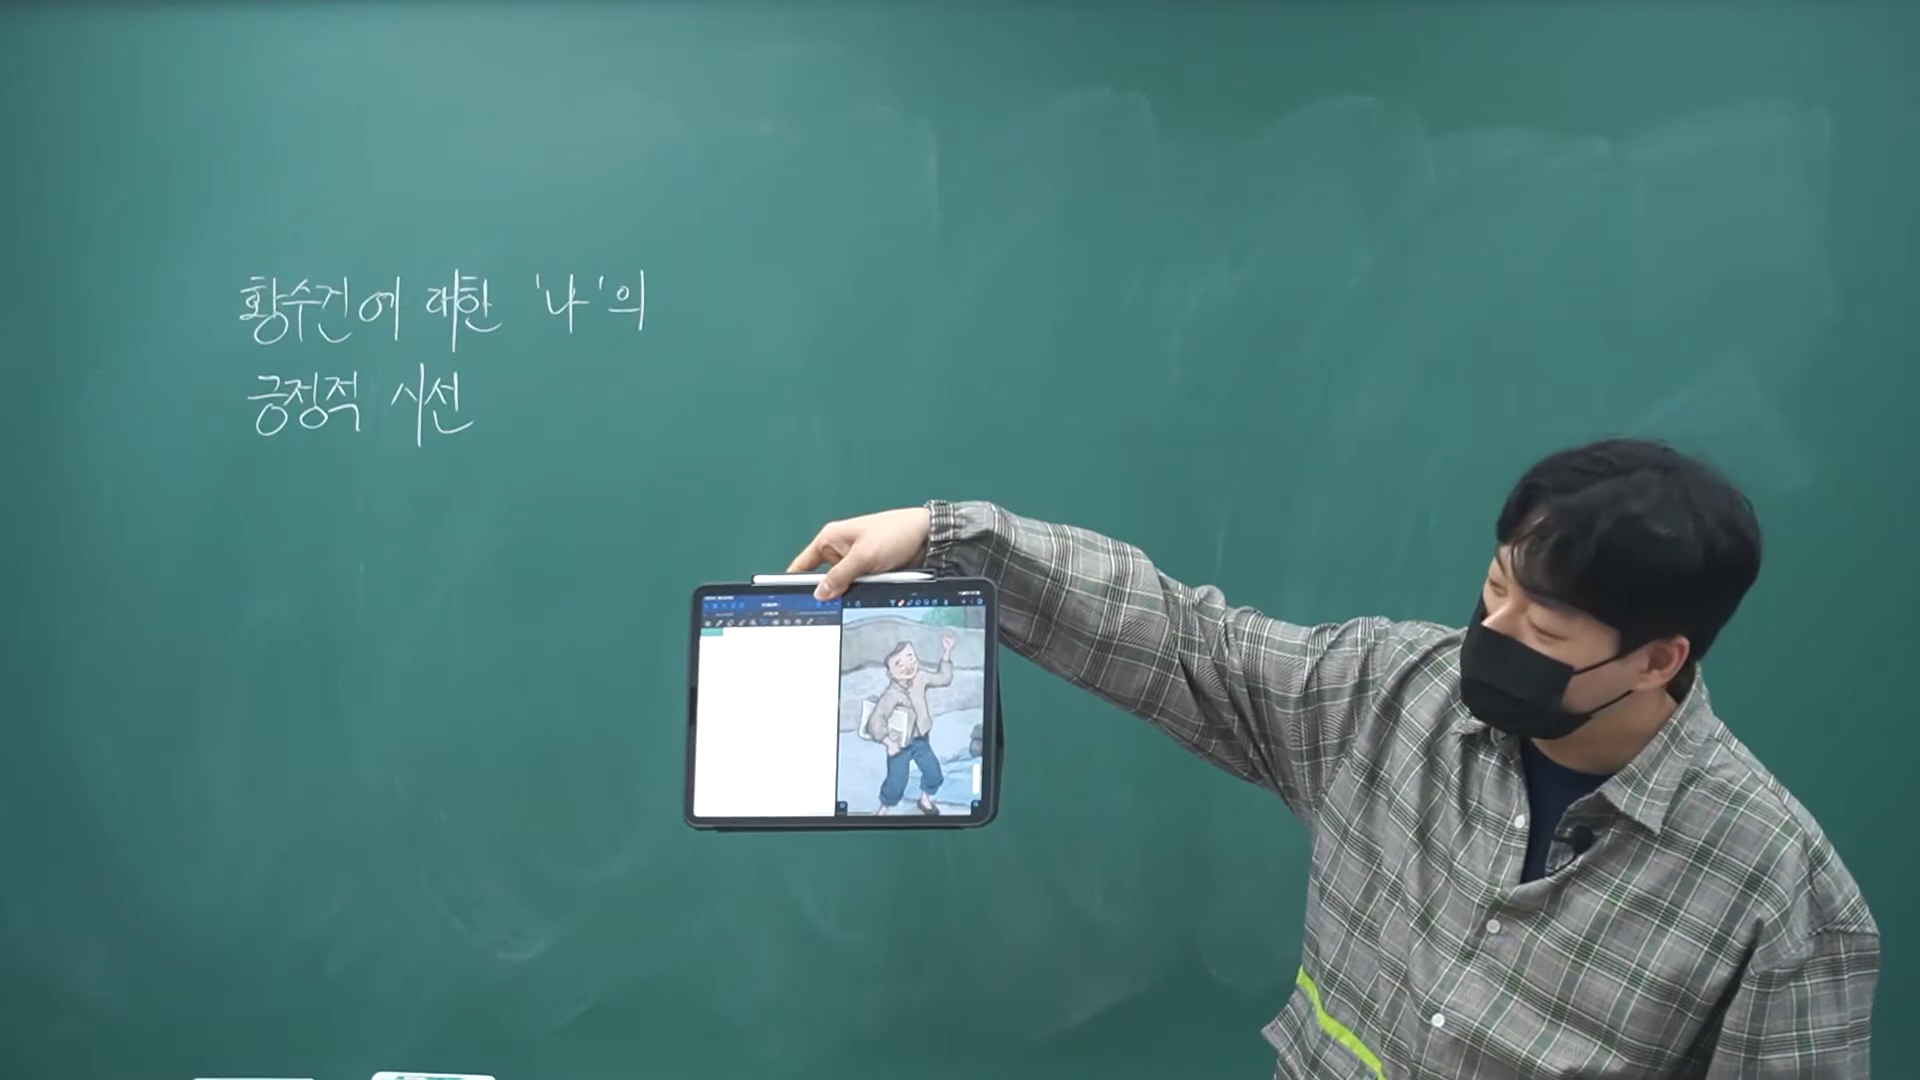 황수건에 대한 '나'의
긍정적 시선